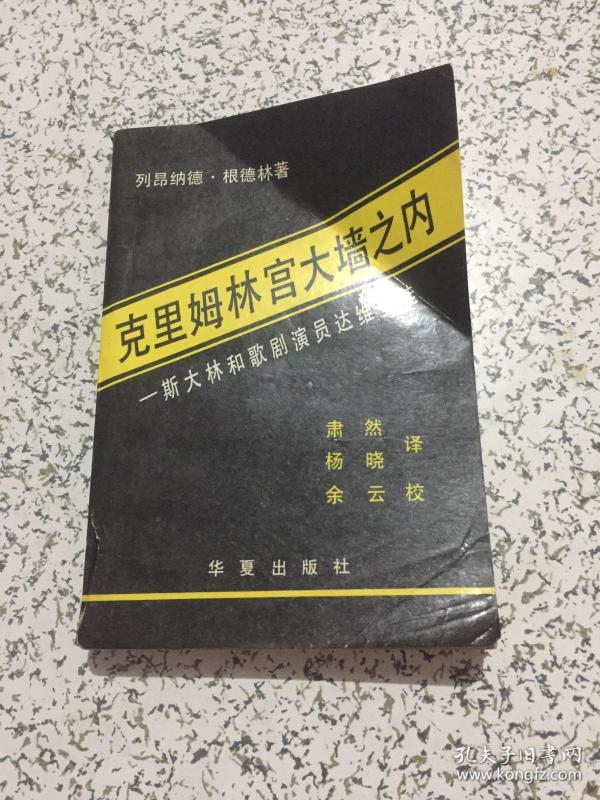 列昂纳德·根德林著
克里姆林宫大墙之内
—斯大林和歌剧演员达维
肃然
杨晓 译
余云校
华夏出版社
孔夫子旧书网
www.kongfz.com